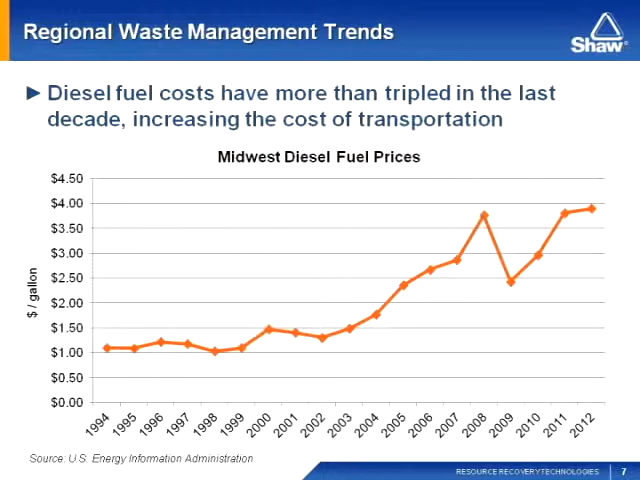 Regional Waste Management Trends
Shaw®
► Diesel fuel costs have more than tripled in the last
decade, increasing the cost of transportation
Midwest Diesel Fuel Prices
$4.50
$4.00
$3.50
$3.00
$2.50
$2.00
$1.50
$1.00
$0.50
$0.00
$ / gallon
1994 1995 1996 1997 1998 1999 2000 2001 2002 2003 2004 2005 2006 2007 2008 2009 2010 2011 2012
Source: U.S. Energy Information Administration
RESOURCE RECOVERY TECHNOLOGIES 7